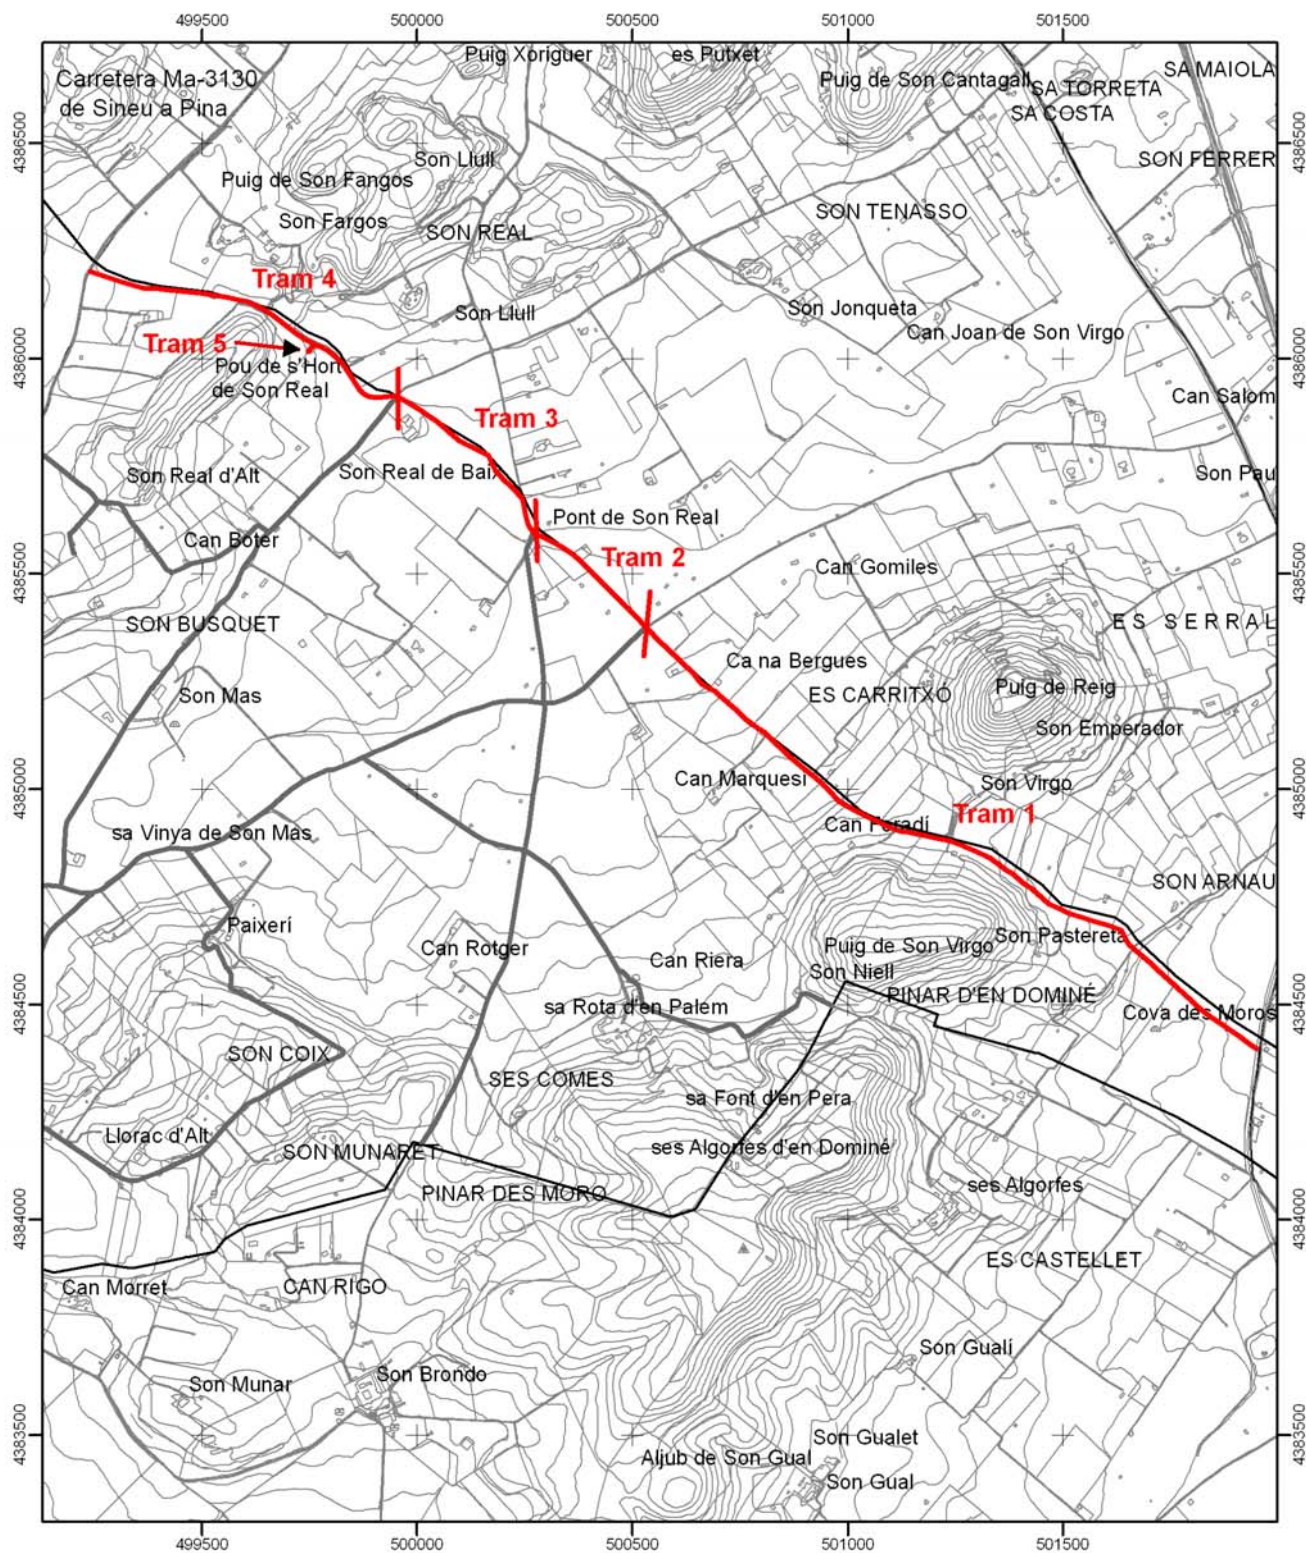 499500 500000 500500 501000 501500
Puig Xoriguer
es Putxet
SA MAIOLA
Carretera Ma-3130
de Sineu a Pina
Puig de Son Cantagall
SA TORRETA
SA COSTA
4386500
4386500
Son Llull
SON FERRER
Puig de Son Fangos
Son Fargos
SON TENASSO
SON REAL
Tram 4
Son Llull
Son Jonqueta
Can Joan de Son Virgo
Tram 5
4386000
4386000
Pou de s'Hort
de Son Real
Can Salom
Tram 3
Son Real d'Alt
Son Real de Baix
Son Pau
Pont de Son Real
Can Boter
Tram 2
Can Gomiles
4385500
4385500
SON BUSQUET
ES SERRAL
Ca na Bergues
Son Mas
ES CARRITXÓ
Puig de Reig
Son Emperador
Can Marquesi
Son Virgo
4385000
4385000
Tram 1
sa Vinya de Son Mas
Can Feradí
SON ARNAU
Paixerí
Can Rotger
Puig de Son Virgo
Son Pastereta
Can Riera
Son Niell
PINAR D'EN DOMINÉ
sa Rota d'en Palem
Cova des Moros
4384500
4384500
SON COIX
SES COMES
sa Font d'en Pera
Llorac d'Alt
SON MUNARET
ses Algorfes d'en Dominé
PINAR DES MORO
ses Algorfes
4384000
4384000
ES CASTELLET
Can Morret
CAN RIGO
Son Gualí
Son Munar
Son Brondo
4383500
4383500
Son Gualet
Aljub de Son Gual
Son Gual
499500 500000 500500 501000 501500